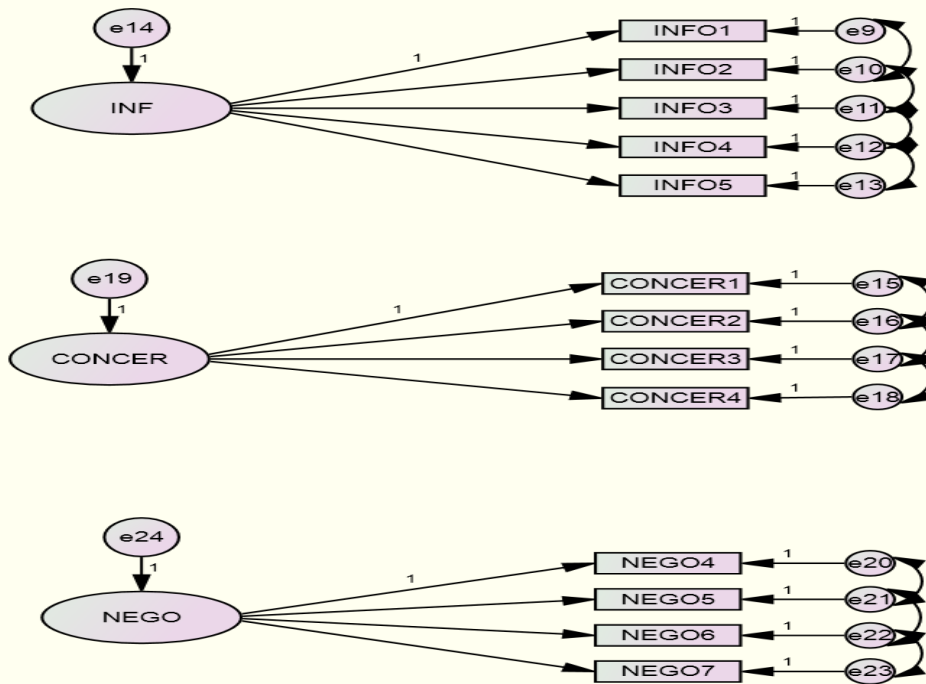 e14
1
INF
1
INFO1
1
e9
INFO2
1
e10
INFO3
1
e11
INFO4
1
e12
INFO5
1
e13
e19
1
CONCER
1
CONCER1
1
e15
CONCER2
1
e16
CONCER3
1
e17
CONCER4
1
e18
e24
1
NEGO
1
NEGO4
1
e20
NEGO5
1
e21
NEGO6
1
e22
NEGO7
1
e23